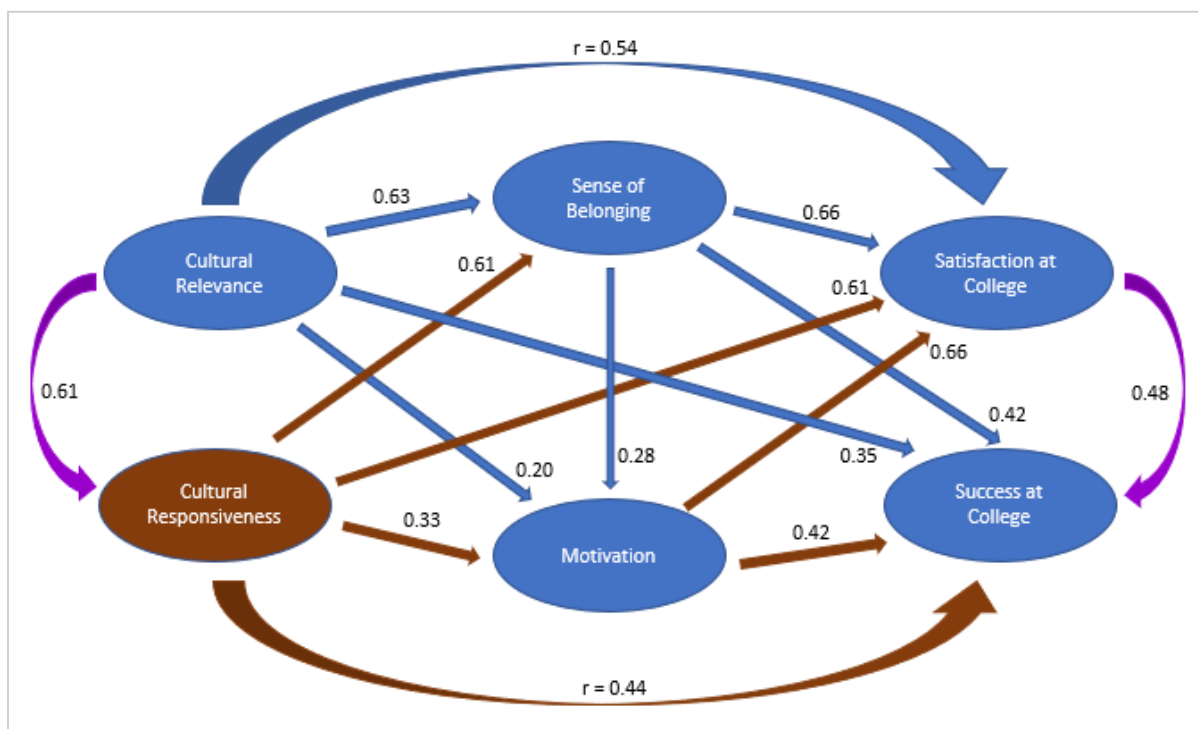 r = 0.54
Sense of
Belonging
0.63
0.66
Cultural
Relevance
0.61
0.61
Satisfaction at
College
0.66
0.61
0.48
0.42
0.35
0.20
0.28
Cultural
Responsiveness
0.33
Motivation
0.42
Success at
College
r = 0.44